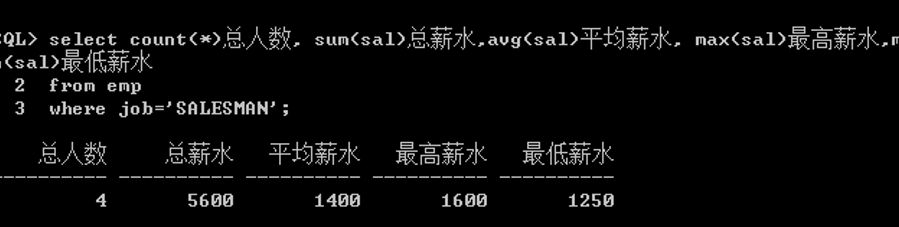 QL> select count(*)总人数, sum(sal)总薪水,avg(sal)平均薪水, max(sal)最高薪水,m
(sal)最低薪水
2 from emp
3 where job='SALESMAN';
总人数 总薪水 平均薪水 最高薪水 最低薪水
---------- ---------- ---------- ---------- ----------
4 5600 1400 1600 1250